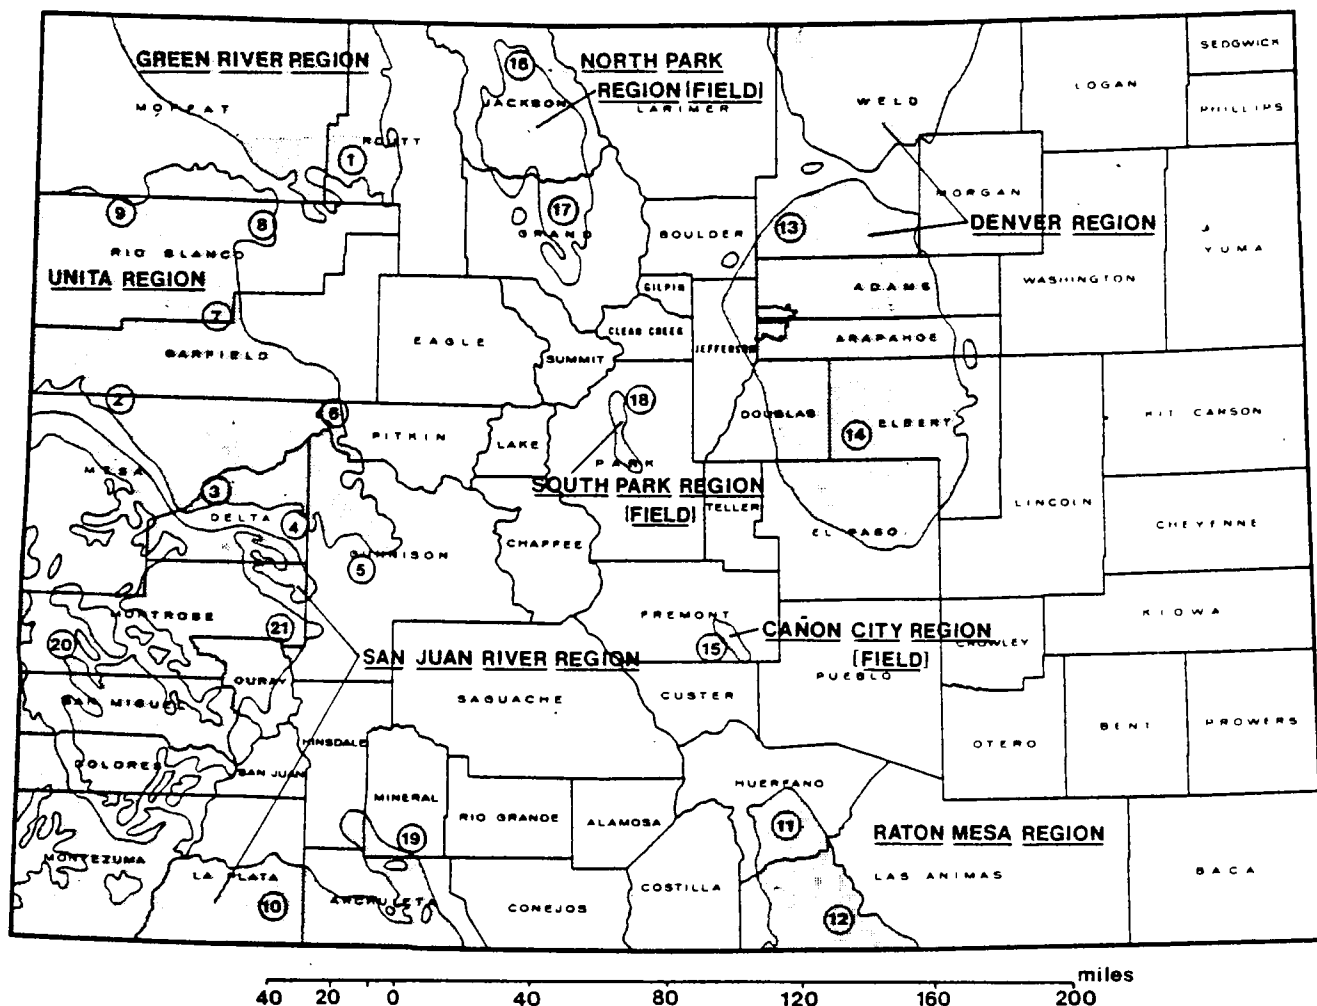 SEDGWICK
GREEN RIVER REGION
16
NORTH PARK
REGION (FIELD)
MOFFAT
JACKSON
LARIMER
WELD
LOGAN
PHILLIPS
ROUTT
1
MORGAN
9
8
17
13
RIO BLANCO
GRAND
BOULDER
DENVER REGION
YUMA
UNITA REGION
WASHINGTON
GILPIN
ADAMS
7
CLEAR CREEK
GARFIELD
EAGLE
SUMMIT
JEFFERSON
ARAPAHOE
2
6
18
PITKIN
LAKE
DOUGLAS
14
ELBERT
KIT CARSON
MESA
PARK
3
SOUTH PARK REGION
(FIELD)
TELLER
DELTA
4
LINCOLN
CHEYENNE
GUNNISON
CHAFFEE
EL PASO
5
MONTROSE
FREMONT
KIOWA
20
21
15
CAÑON CITY REGION
(FIELD)
CROWLEY
SAN JUAN RIVER REGION
OURAY
PUEBLO
SAN MIGUEL
SAGUACHE
CUSTER
BENT
PROWERS
DOLORES
SAN JUAN
HINSDALE
OTERO
HUERFANO
MINERAL
RIO GRANDE
ALAMOSA
11
RATON MESA REGION
19
MONTEZUMA
LA PLATA
COSTILLA
LAS ANIMAS
BACA
10
ARCHULETA
CONEJOS
12
miles
40 20 0 40 80 120 160 200